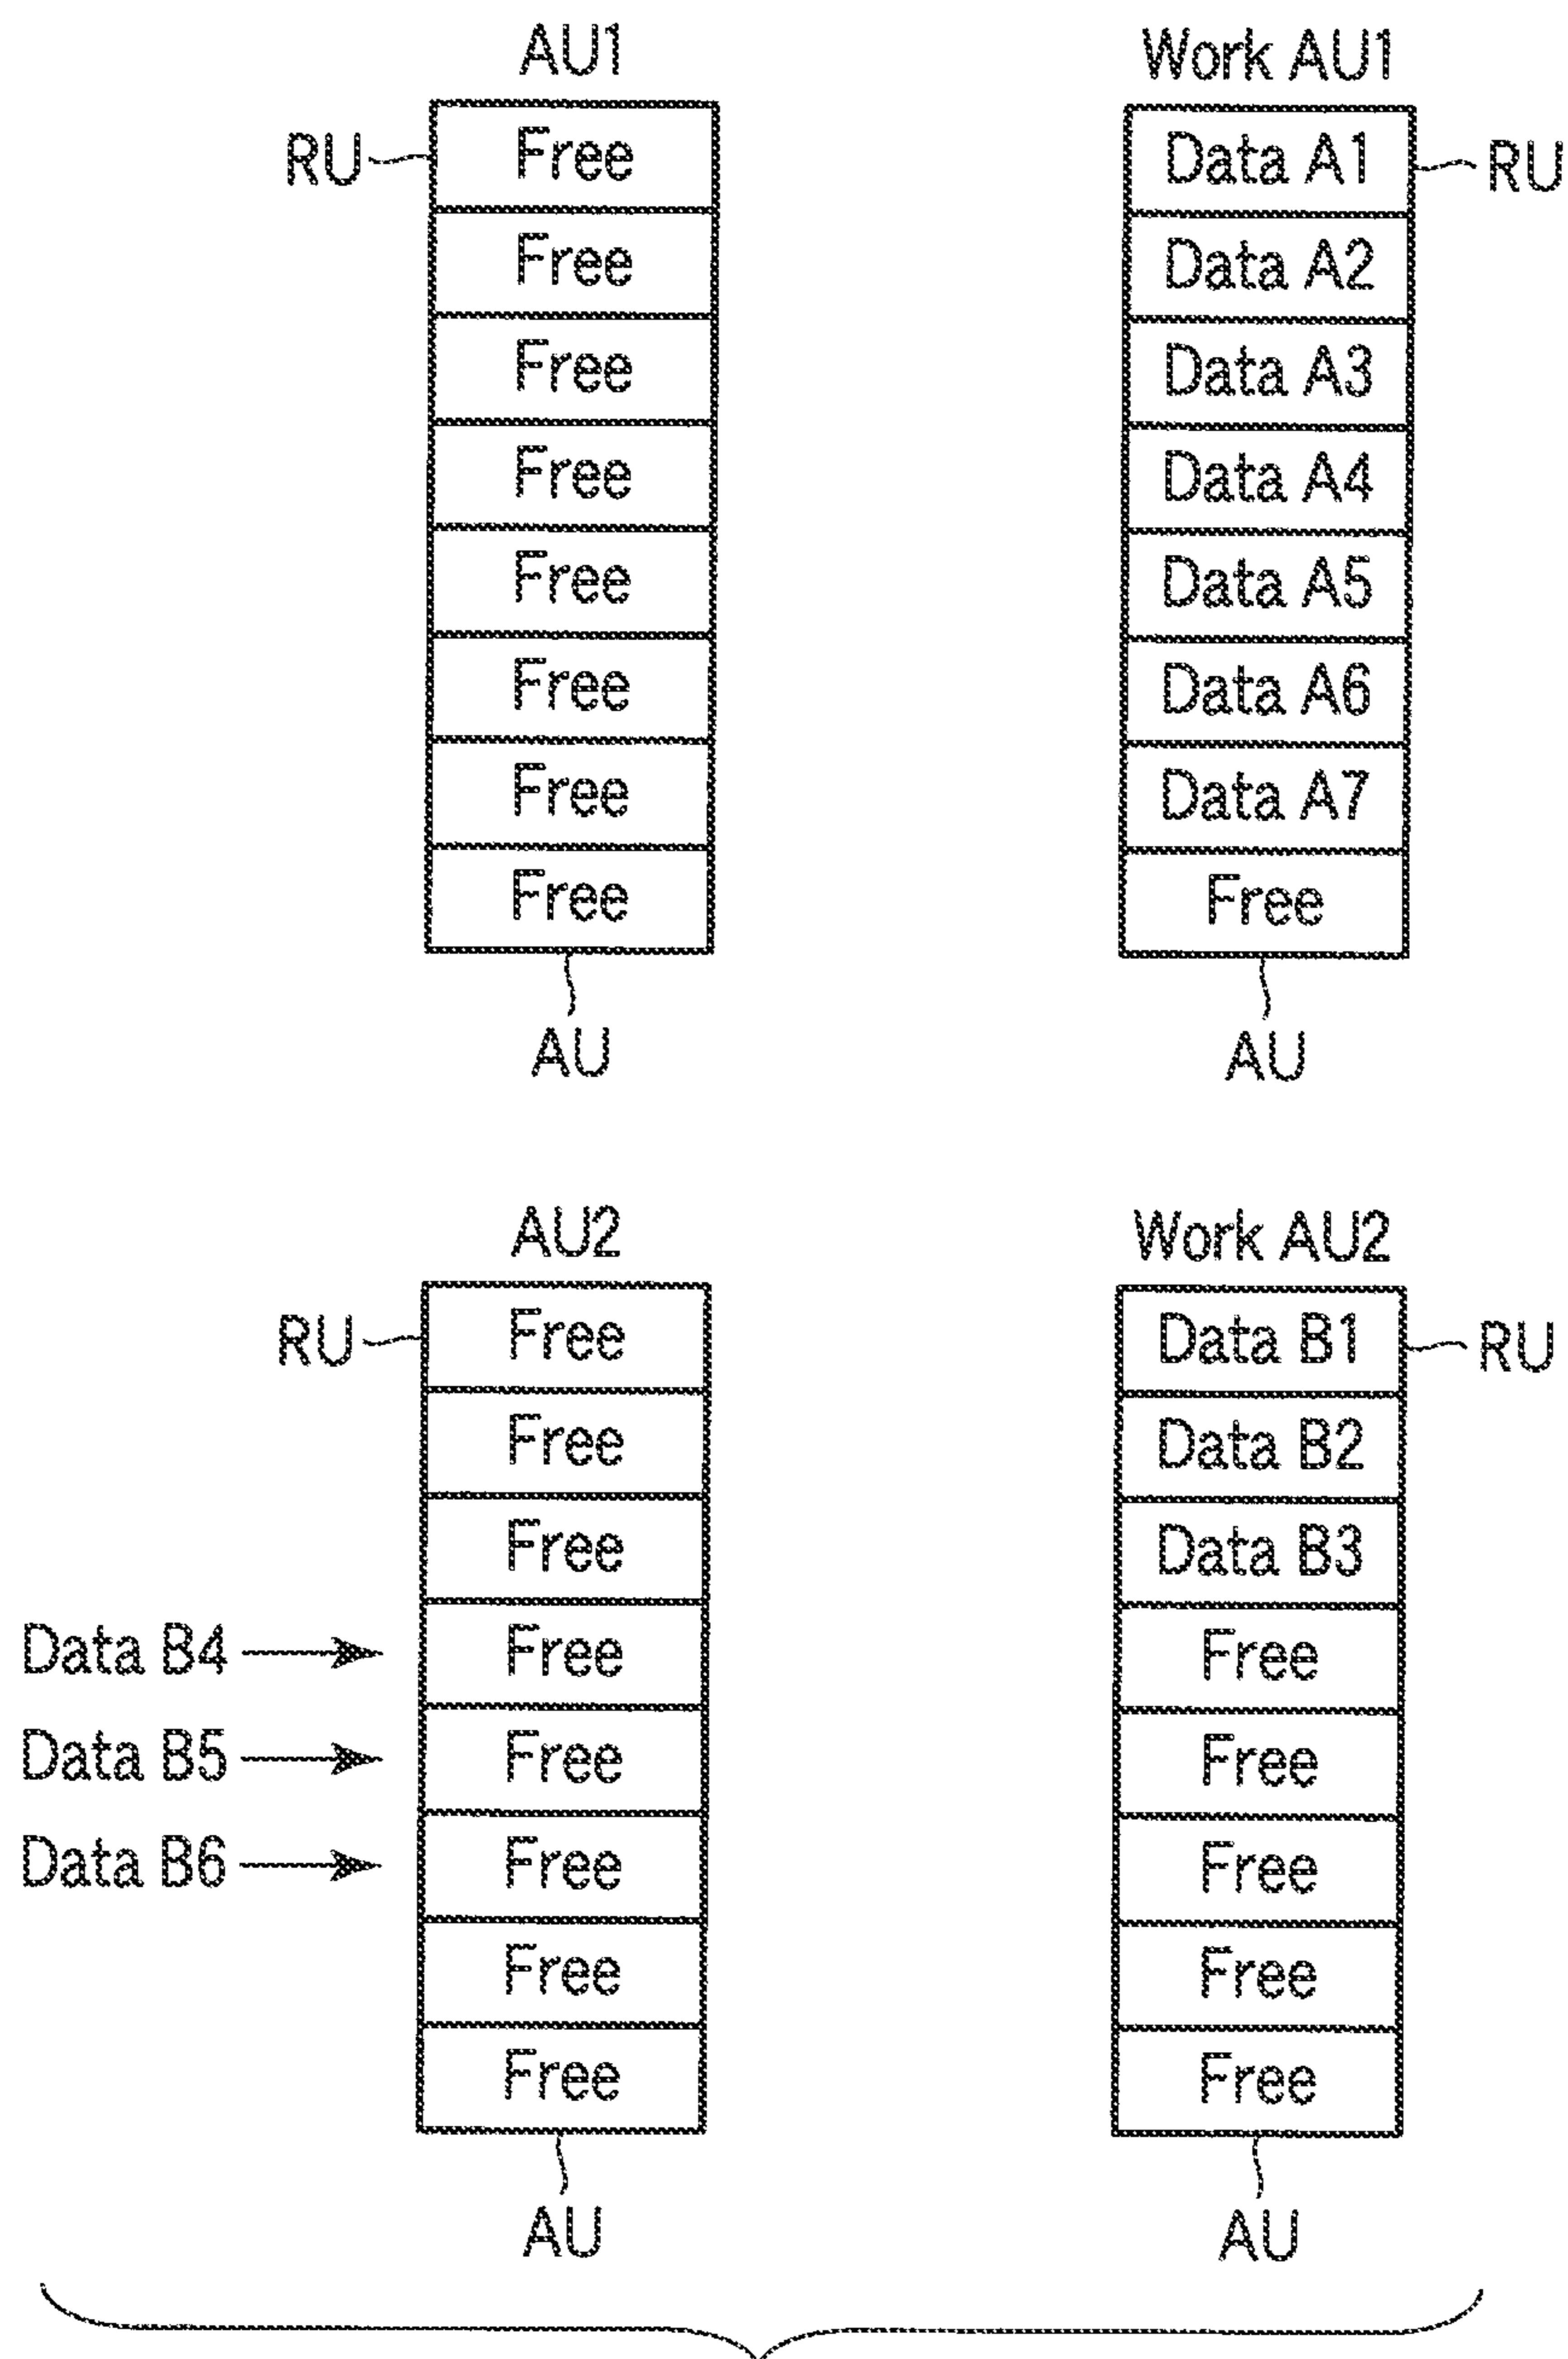 AU1
RU
Free
Free
Free
Free
Free
Free
Free
Free
AU
Work AU1
Data A1
RU
Data A2
Data A3
Data A4
Data A5
Data A6
Data A7
Free
AU
AU2
RU
Free
Free
Free
Data B4
Free
Data B5
Free
Data B6
Free
Free
Free
AU
Work AU2
Data B1
RU
Data B2
Data B3
Free
Free
Free
Free
Free
AU